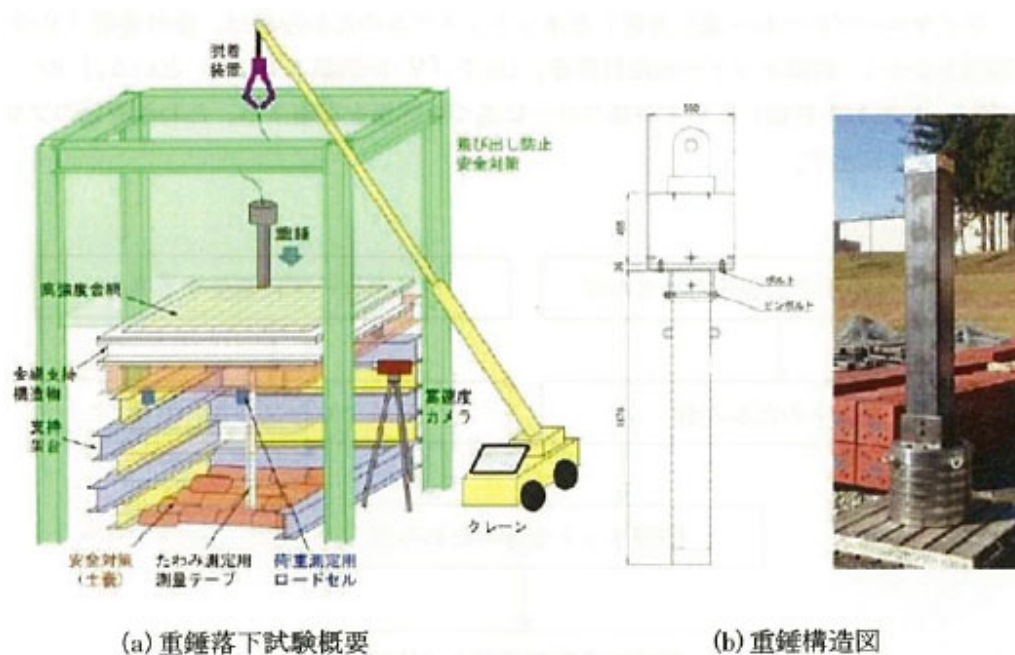 脱着
装置
飛び出し防止
安全対策
重錘
高強度金網
金網支持
構造物
支持
架台
高速度
カメラ
クレーン
安全対策
(土嚢)
たわみ測定用
測量テープ
荷重測定用
ロードセル
(a) 重錘落下試験概要
550
ボルト
ピンボルト
(b) 重錘構造図